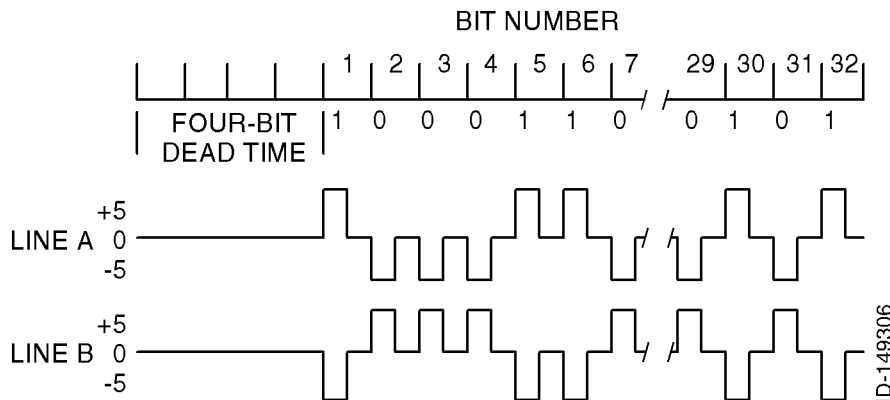 BIT NUMBER
1 2 3 4 5 6 7 29 30 31 32
FOUR-BIT
DEAD TIME
1 0 0 0 1 1 0 0 1 0 1
+5
LINE A 0
-5
+5
LINE B 0
-5
ID-149306